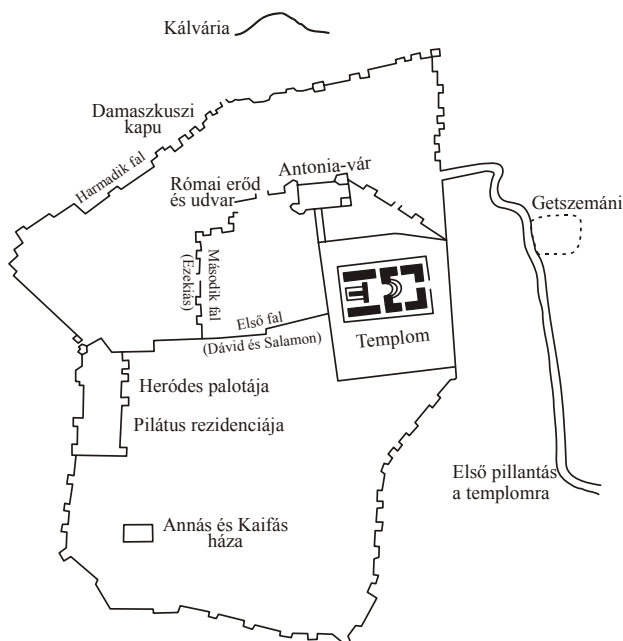 Kálvária
Damaszkuszi
kapu
Harmadik fal
Római erőd
és udvar
Antonia-vár
Getszemáni
Második fal
(Ezekiás)
Első fal
(Dávid és Salamon)
Templom
Heródes palotája
Pilátus rezidenciája
Első pillantás
a templomra
Annás és Kaifás
háza